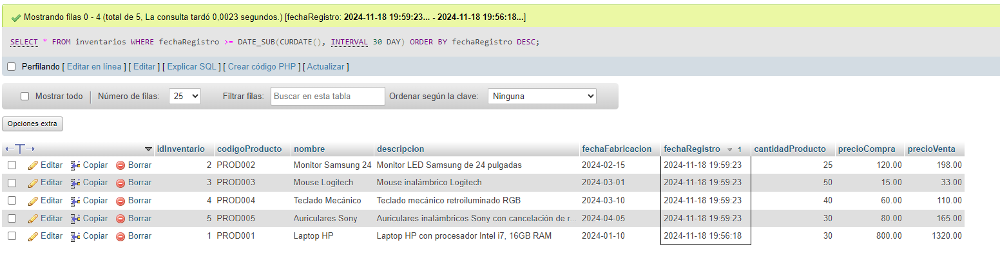 Mostrando filas 0 - 4 (total de 5, La consulta tardó 0,0023 segundos.) [fechaRegistro: 2024-11-18 19:59:23... - 2024-11-18 19:56:18...]
SELECT * FROM inventarios WHERE fechaRegistro >= DATE_SUB(CURDATE(), INTERVAL 30 DAY) ORDER BY fechaRegistro DESC;
Perfilando [ Editar en línea ] [ Editar ] [ Explicar SQL ] [ Crear código PHP ] [ Actualizar ]
Mostrar todo Número de filas: 25 Filtrar filas: Buscar en esta tabla Ordenar según la clave: Ninguna
Opciones extra
idInventario codigoProducto nombre descripcion fechaFabricacion fechaRegistro 1 cantidadProducto precioCompra precioVenta
Editar Copiar Borrar 2 PROD002 Monitor Samsung 24 Monitor LED Samsung de 24 pulgadas 2024-02-15 2024-11-18 19:59:23 25 120.00 198.00
Editar Copiar Borrar 3 PROD003 Mouse Logitech Mouse inalámbrico Logitech 2024-03-01 2024-11-18 19:59:23 50 15.00 33.00
Editar Copiar Borrar 4 PROD004 Teclado Mecánico Teclado mecánico retroiluminado RGB 2024-03-10 2024-11-18 19:59:23 40 60.00 110.00
Editar Copiar Borrar 5 PROD005 Auriculares Sony Auriculares inalámbricos Sony con cancelación de r... 2024-04-05 2024-11-18 19:59:23 30 80.00 165.00
Editar Copiar Borrar 1 PROD001 Laptop HP Laptop HP con procesador Intel i7, 16GB RAM 2024-01-10 2024-11-18 19:56:18 30 800.00 1320.00